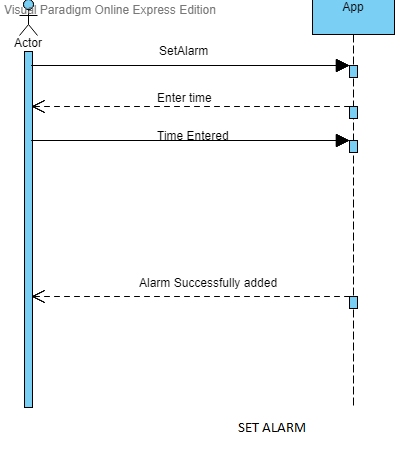 Visual Paradigm Online Express Edition
App
Actor
SetAlarm
Enter time
Time Entered
Alarm Successfully added
SET ALARM